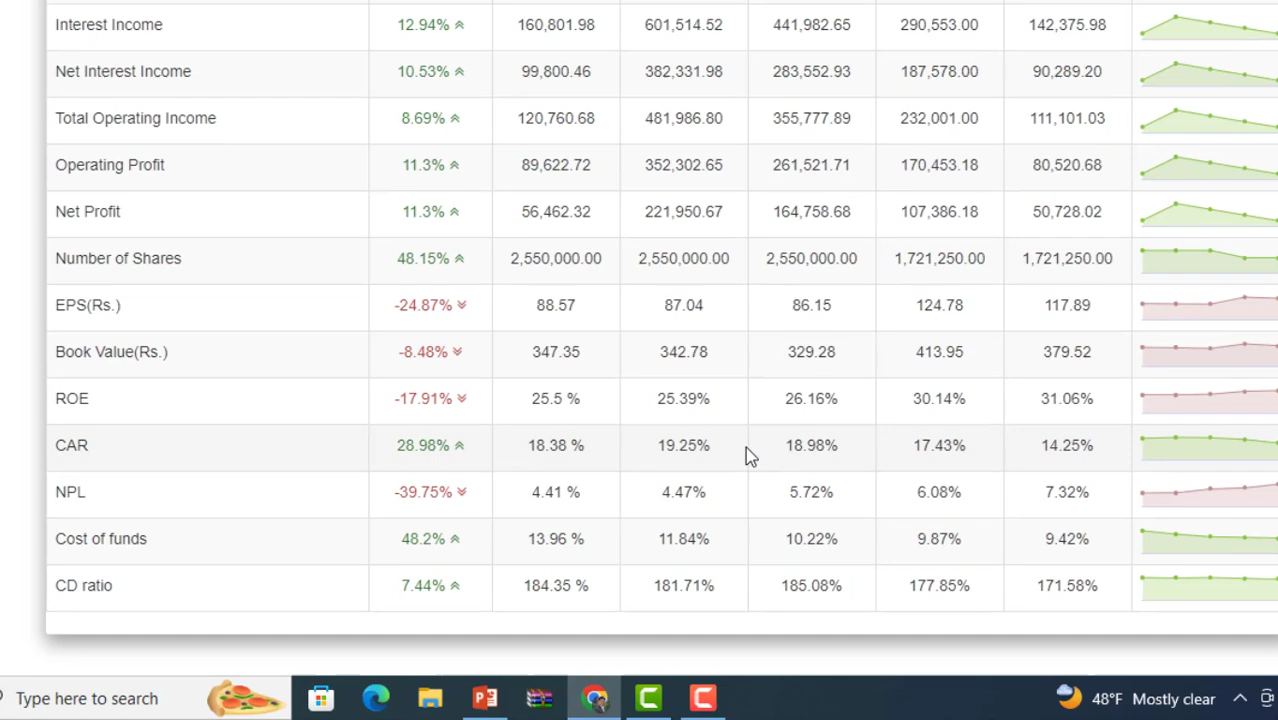 Interest Income 12.94% 160,801.98 601,514.52 441,982.65 290,553.00 142,375.98
Net Interest Income 10.53% 99,800.46 382,331.98 283,552.93 187,578.00 90,289.20
Total Operating Income 8.69% 120,760.68 481,986.80 355,777.89 232,001.00 111,101.03
Operating Profit 11.3% 89,622.72 352,302.65 261,521.71 170,453.18 80,520.68
Net Profit 11.3% 56,462.32 221,950.67 164,758.68 107,386.18 50,728.02
Number of Shares 48.15% 2,550,000.00 2,550,000.00 2,550,000.00 1,721,250.00 1,721,250.00
EPS(Rs.) -24.87% 88.57 87.04 86.15 124.78 117.89
Book Value(Rs.) -8.48% 347.35 342.78 329.28 413.95 379.52
ROE -17.91% 25.5 % 25.39% 26.16% 30.14% 31.06%
CAR 28.98% 18.38 % 19.25% 18.98% 17.43% 14.25%
NPL -39.75% 4.41 % 4.47% 5.72% 6.08% 7.32%
Cost of funds 48.2% 13.96 % 11.84% 10.22% 9.87% 9.42%
CD ratio 7.44% 184.35 % 181.71% 185.08% 177.85% 171.58%
Type here to search 48°F Mostly clear